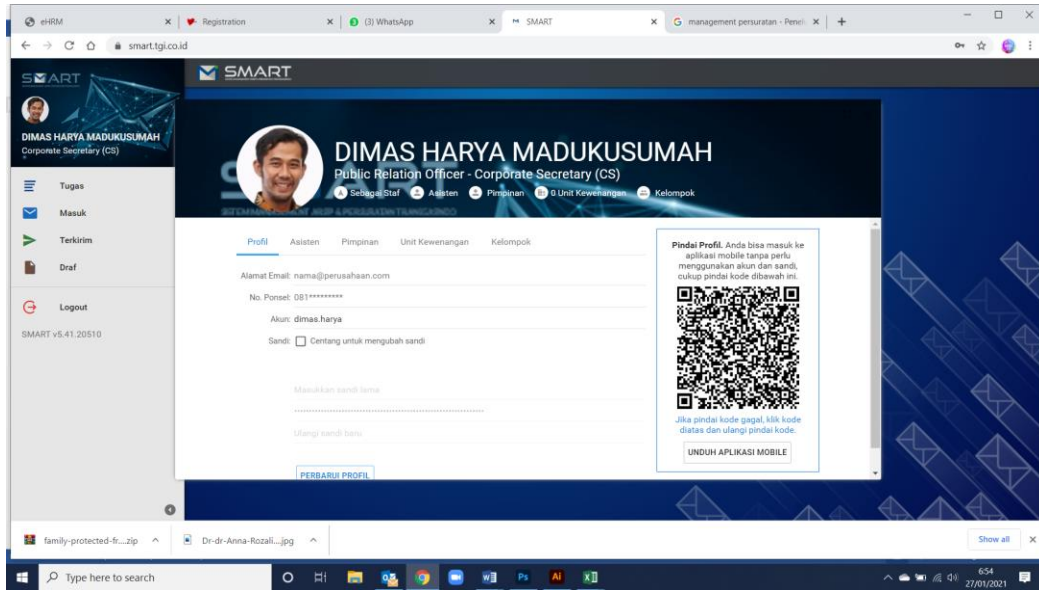 eHRM
Registration
(3) WhatsApp
SMART
management persuratan - Penel
smart.tgi.co.id
SMART
DIMAS HARYA MADUKUSUMAH
Corporate Secretary (CS)
Tugas
Masuk
Terkirim
Draf
Logout
SMART v5.41.20510
SMART
DIMAS HARYA MADUKUSUMAH
Public Relation Officer - Corporate Secretary (CS)
Sebagai Staf Asisten Pimpinan 0 Unit Kewenangan Kelompok
Profil Asisten Pimpinan Unit Kewenangan Kelompok
Alamat Email: nama@perusahaan.com
No. Ponsel: 081*********
Akun: dimas.harya
Sandi: Centang untuk mengubah sandi
Masukkan sandi lama
Ulangi sandi baru
PERBARUI PROFIL
Pindai Profil. Anda bisa masuk ke
aplikasi mobile tanpa perlu
menggunakan akun dan sandi,
cukup pindai kode dibawah ini.
Jika pindai kode gagal, klik kode
diatas dan ulangi pindai kode.
UNDUH APLIKASI MOBILE
family-protected-fr....zip
Dr-dr-Anna-Rozali....jpg
Show all
Type here to search
6:54
27/01/2021